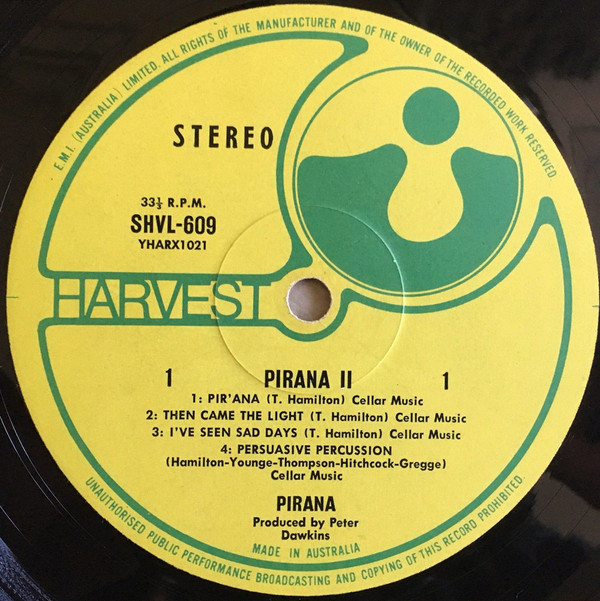 E.M.I. (AUSTRALIA) LIMITED. ALL RIGHTS OF THE MANUFACTURER AND OF THE OWNER OF THE RECORDED WORK RESERVED.
STEREO
33⅓ R.P.M.
SHVL-609
YHARX1021
HARVEST
1 PIRANA II 1
1: PIR'ANA (T. Hamilton) Cellar Music
2: THEN CAME THE LIGHT (T. Hamilton) Cellar Music
3: I'VE SEEN SAD DAYS (T. Hamilton) Cellar Music
4: PERSUASIVE PERCUSSION
(Hamilton-Younge-Thompson-Hitchcock-Gregge)
Cellar Music
PIRANA
Produced by Peter
Dawkins
MADE IN AUSTRALIA
UNAUTHORISED PUBLIC PERFORMANCE BROADCASTING AND COPYING OF THIS RECORD PROHIBITED.